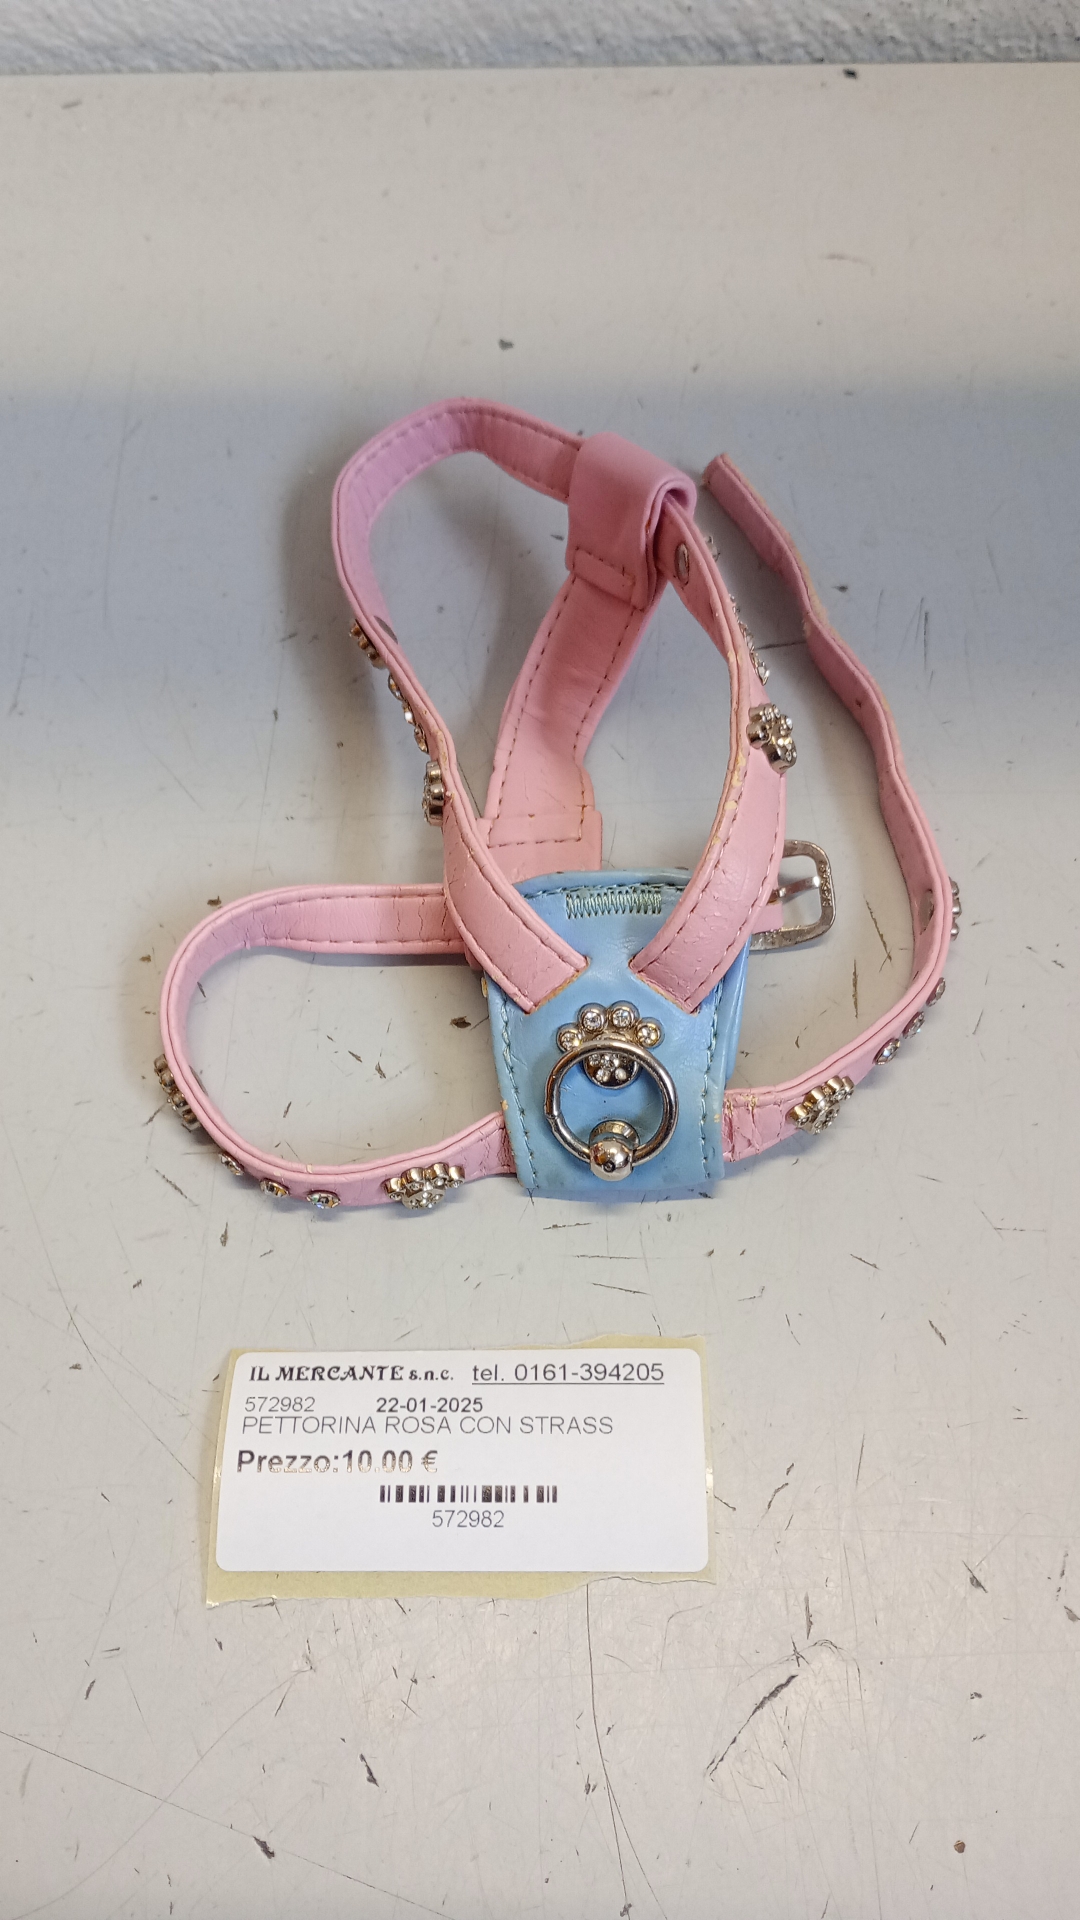 IL MERCANTE s.n.c. tel. 0161-394205
572982 22-01-2025
PETTORINA ROSA CON STRASS
Prezzo:10.00 €
572982